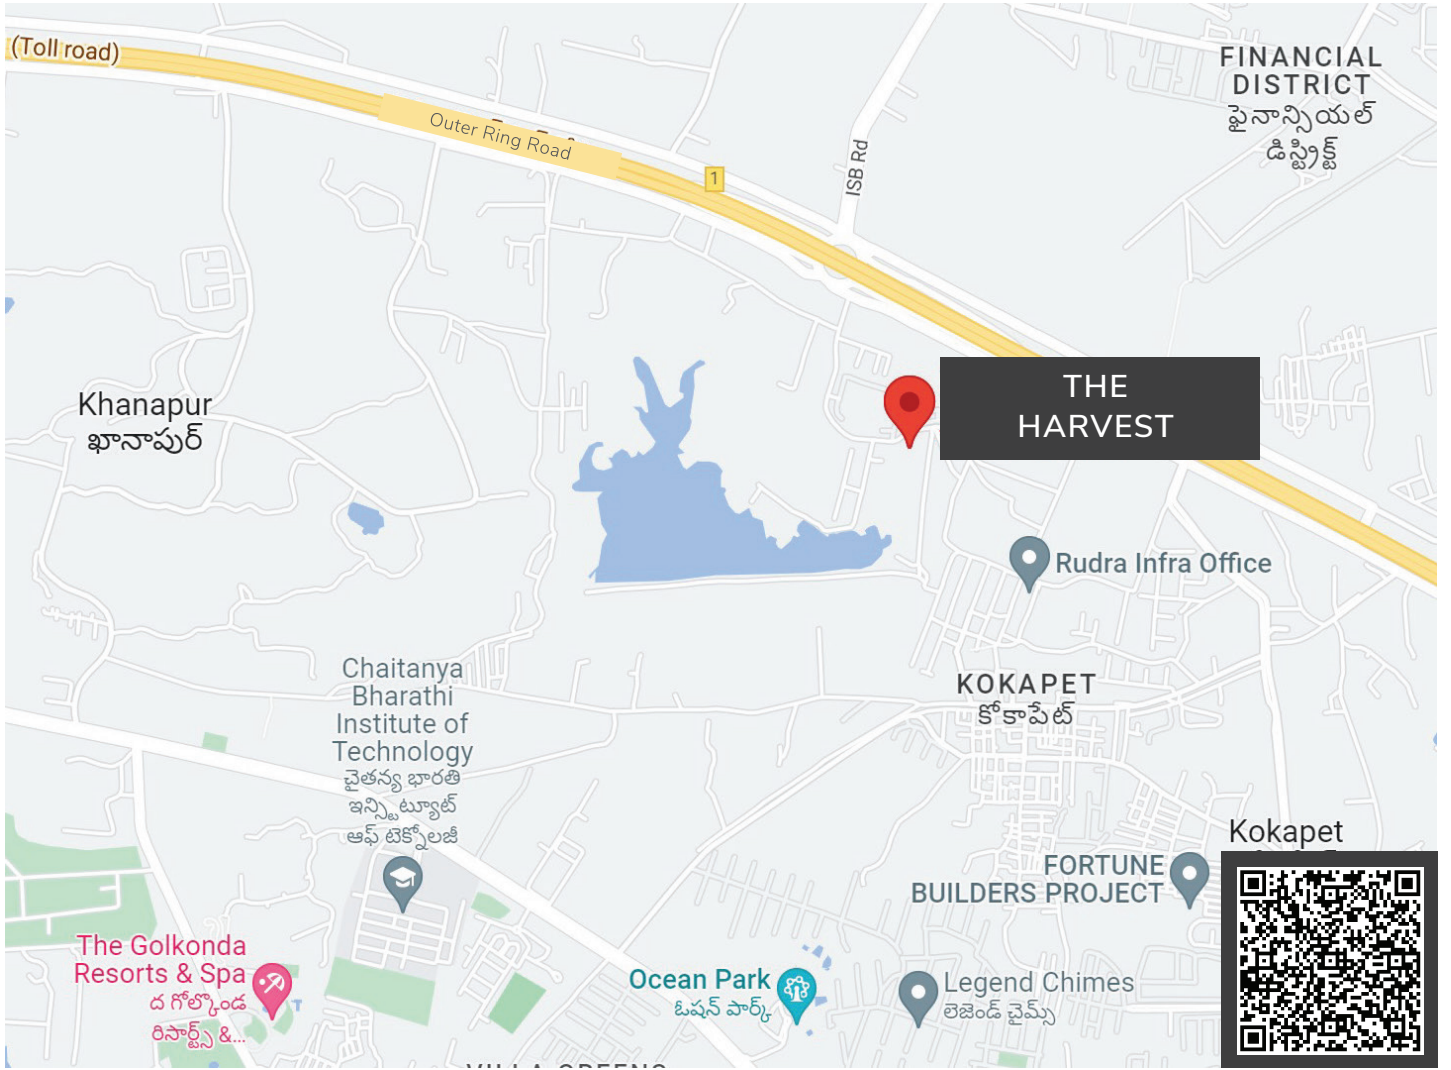 (Toll road)
FINANCIAL
DISTRICT
ఫైనాన్సియల్
డిస్ట్రిక్ట్
Outer Ring Road
1
ISB Rd
THE
HARVEST
Khanapur
ఖానాపుర్
Rudra Infra Office
Chaitanya
Bharathi
Institute of
Technology
చైతన్య భారతి
ఇన్స్టిట్యూట్
ఆఫ్ టెక్నోలజీ
KOKAPET
కోకాపేట్
Kokapet
FORTUNE
BUILDERS PROJECT
The Golkonda
Resorts & Spa
ద గోల్కొండ
రిసార్ట్స్ &...
Ocean Park
ఓషన్ పార్క్
Legend Chimes
లెజెండ్ చైమ్స్